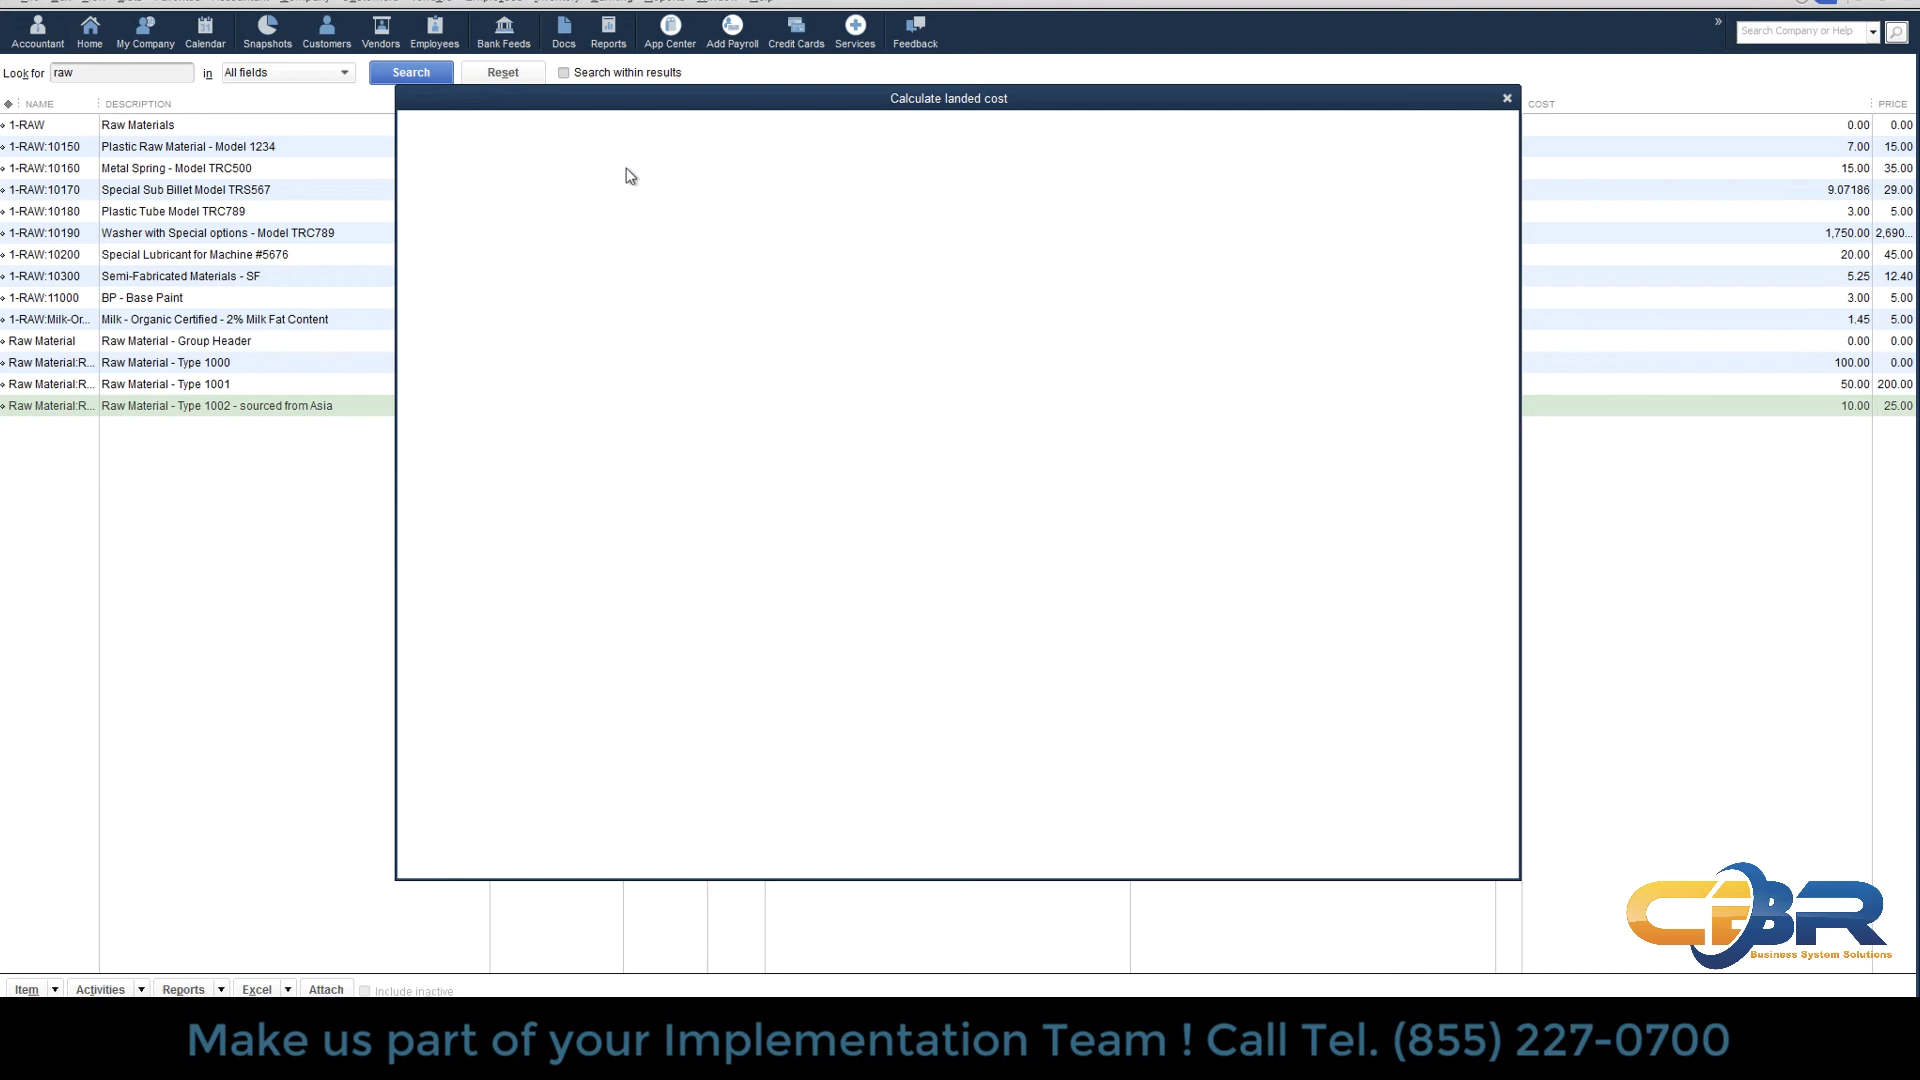 Accountant Home My Company Calendar Snapshots Customers Vendors Employees Bank Feeds Docs Reports App Center Add Payroll Credit Cards Services Feedback » Search Company or Help
31
Look for raw in All fields Search Reset Search within results
Calculate landed cost
NAME DESCRIPTION COST PRICE
1-RAW Raw Materials 0.00 0.00
1-RAW:10150 Plastic Raw Material - Model 1234 7.00 15.00
1-RAW:10160 Metal Spring - Model TRC500 15.00 35.00
1-RAW:10170 Special Sub Billet Model TRS567 9.07186 29.00
1-RAW:10180 Plastic Tube Model TRC789 3.00 5.00
1-RAW:10190 Washer with Special options - Model TRC789 1,750.00 2,690...
1-RAW:10200 Special Lubricant for Machine #5676 20.00 45.00
1-RAW:10300 Semi-Fabricated Materials - SF 5.25 12.40
1-RAW:11000 BP - Base Paint 3.00 5.00
1-RAW:Milk-Or... Milk - Organic Certified - 2% Milk Fat Content 1.45 5.00
Raw Material Raw Material - Group Header 0.00 0.00
Raw Material:R... Raw Material - Type 1000 100.00 0.00
Raw Material:R... Raw Material - Type 1001 50.00 200.00
Raw Material:R... Raw Material - Type 1002 - sourced from Asia 10.00 25.00
Business System Solutions
Item Activities Reports Excel Attach Include inactive
Make us part of your Implementation Team ! Call Tel. (855) 227-0700